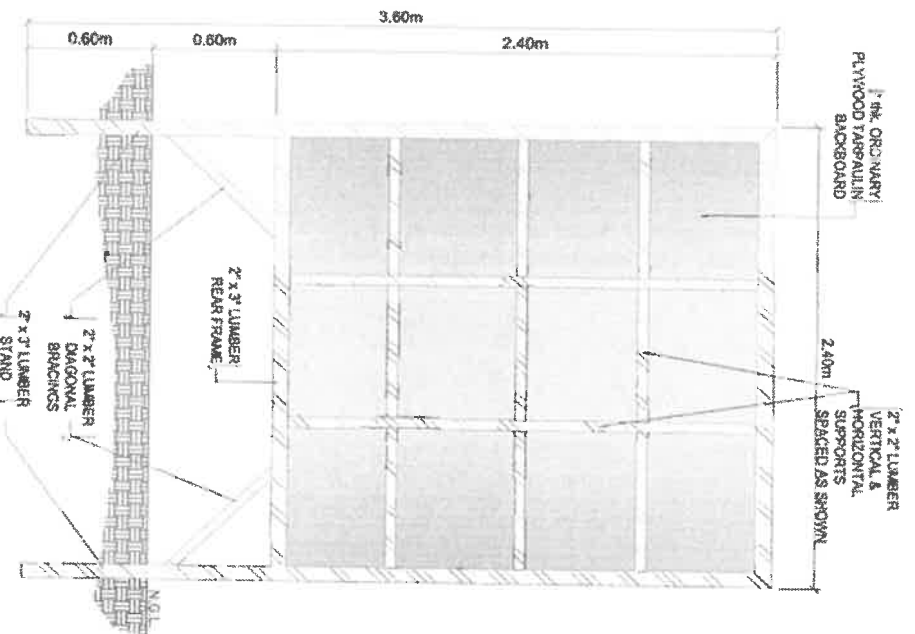 3.60m
0.60m
0.60m
2.40m
thk. ORDINARY
PLYWOOD TARPAULIN
BACKBOARD
2.40m
2" x 2" LUMBER
VERTICAL &
HORIZONTAL
SUPPORTS
SPACED AS SHOWN
2" x 3" LUMBER
REAR FRAME
2" x 2" LUMBER
DIAGONAL
BRACINGS
2" x 3" LUMBER
STAND
N.G.L